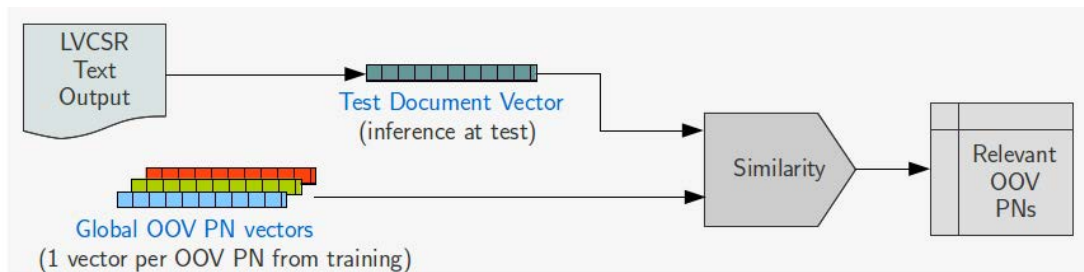 LVCSR
Text
Output
Test Document Vector
(inference at test)
Global OOV PN vectors
(1 vector per OOV PN from training)
Similarity
Relevant
OOV
PNs